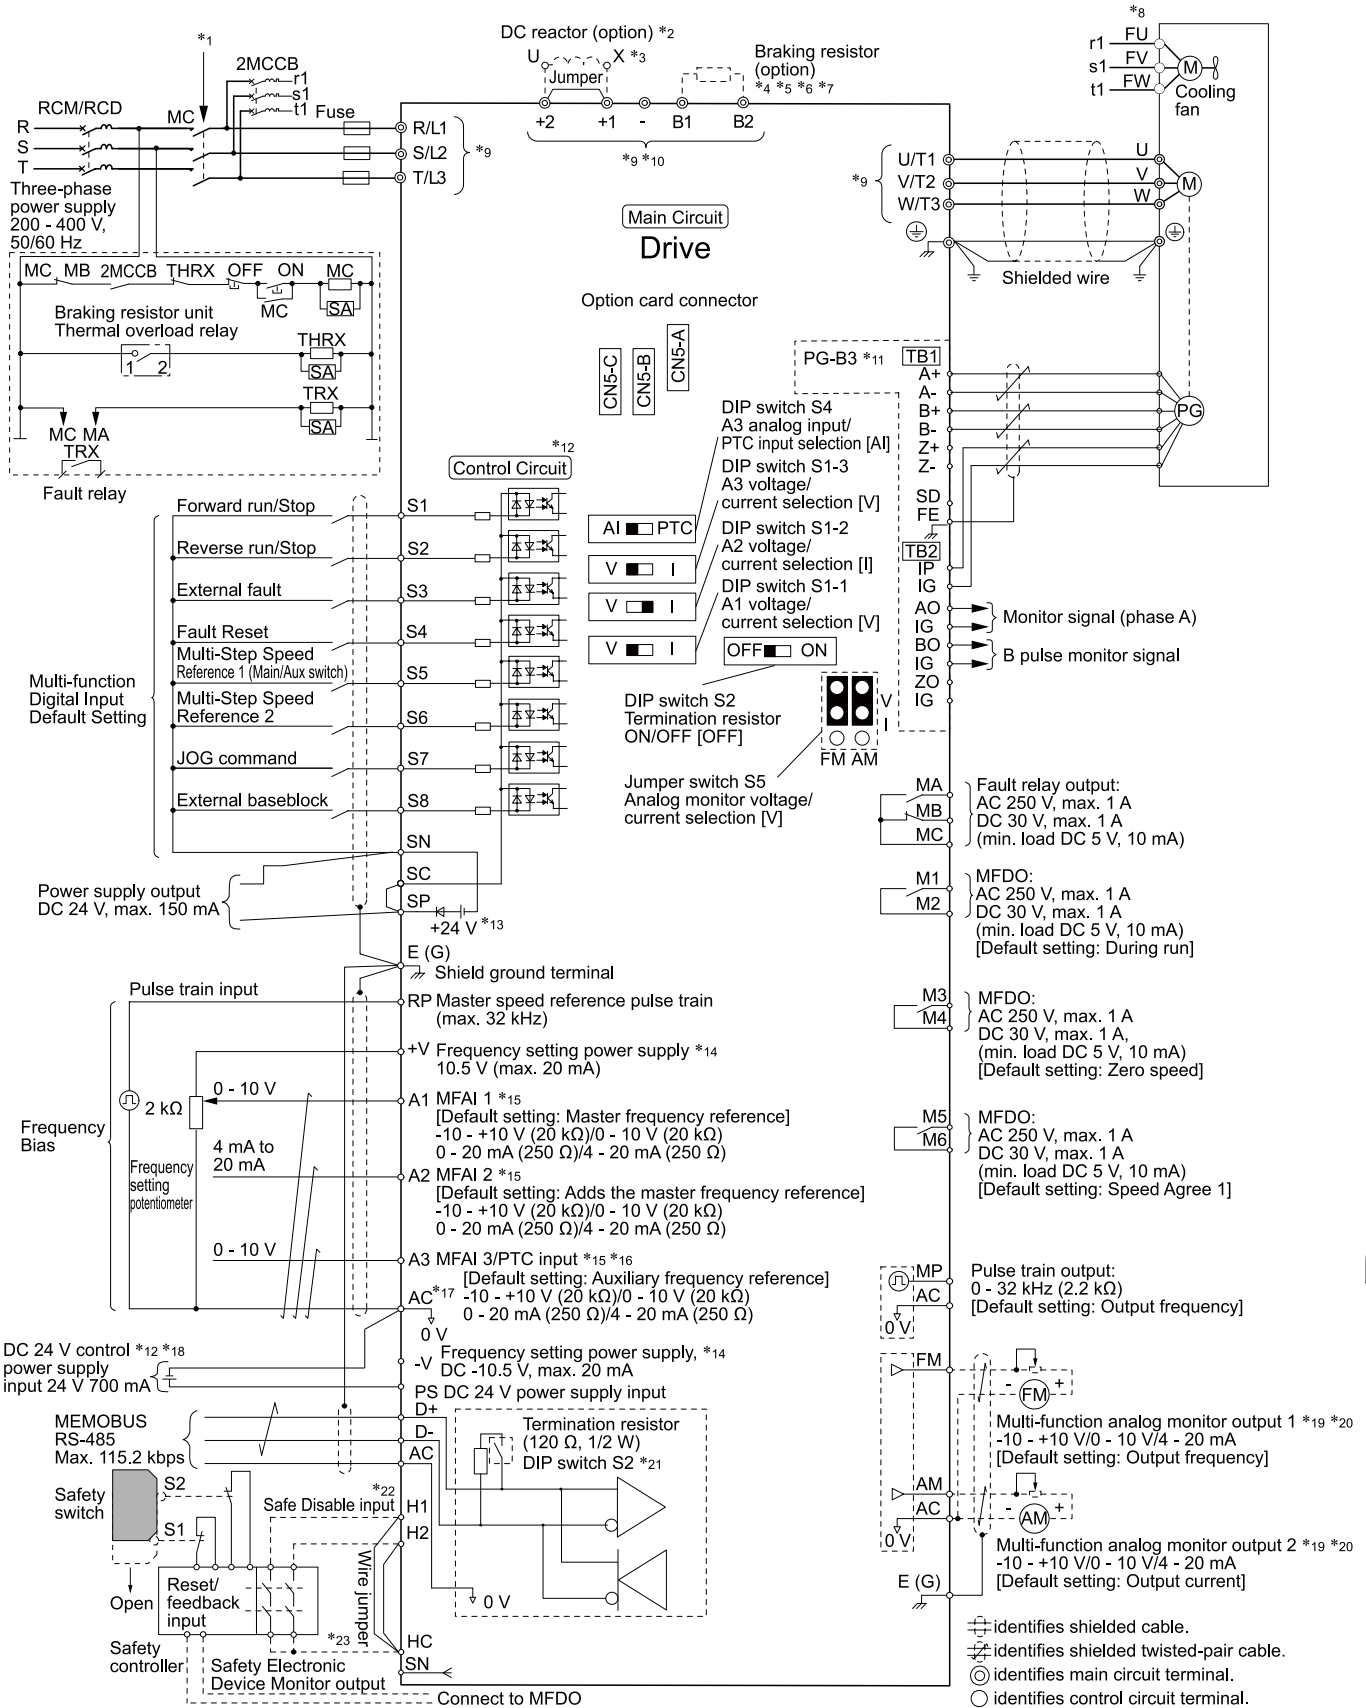 *1
2MCCB
r1
s1
t1
RCM/RCD
MC
Fuse
R
S
T
R/L1
S/L2
T/L3
*9
Three-phase
power supply
200 - 400 V,
50/60 Hz
DC reactor (option) *2
U X *3
Jumper
Braking resistor
(option)
*4 *5 *6 *7
+2 +1 - B1 B2
*9 *10
*8
r1 FU
s1 FV
t1 FW
M
Cooling
fan
Main Circuit
Drive
*9
U/T1
V/T2
W/T3
U
V
W
M
Shielded wire
MC MB 2MCCB THRX OFF ON MC
MC
SA
Braking resistor unit
Thermal overload relay
1 2
THRX
SA
TRX
SA
MC MA
TRX
Fault relay
Option card connector
CN5-C
CN5-B
CN5-A
PG-B3 *11
TB1
A+
A-
B+
B-
Z+
Z-
SD
FE
TB2
IP
IG
AO
IG
BO
IG
ZO
IG
PG
Monitor signal (phase A)
B pulse monitor signal
*12
Control Circuit
DIP switch S4
A3 analog input/
PTC input selection [AI]
DIP switch S1-3
A3 voltage/
current selection [V]
DIP switch S1-2
A2 voltage/
current selection [I]
DIP switch S1-1
A1 voltage/
current selection [V]
AI PTC
V I
V I
V I
OFF ON
DIP switch S2
Termination resistor
ON/OFF [OFF]
V
I
FM AM
Jumper switch S5
Analog monitor voltage/
current selection [V]
Multi-function
Digital Input
Default Setting
Forward run/Stop
S1
Reverse run/Stop
S2
External fault
S3
Fault Reset
S4
Multi-Step Speed
Reference 1 (Main/Aux switch)
S5
Multi-Step Speed
Reference 2
S6
JOG command
S7
External baseblock
S8
SN
SC
SP
Power supply output
DC 24 V, max. 150 mA
+24 V *13
E (G)
Shield ground terminal
MA
MB
MC
Fault relay output:
AC 250 V, max. 1 A
DC 30 V, max. 1 A
(min. load DC 5 V, 10 mA)
M1
M2
MFDO:
AC 250 V, max. 1 A
DC 30 V, max. 1 A
(min. load DC 5 V, 10 mA)
[Default setting: During run]
M3
M4
MFDO:
AC 250 V, max. 1 A
DC 30 V, max. 1 A,
(min. load DC 5 V, 10 mA)
[Default setting: Zero speed]
M5
M6
MFDO:
AC 250 V, max. 1 A
DC 30 V, max. 1 A
(min. load DC 5 V, 10 mA)
[Default setting: Speed Agree 1]
Pulse train input
RP Master speed reference pulse train
(max. 32 kHz)
+V Frequency setting power supply *14
10.5 V (max. 20 mA)
Frequency
Bias
2 kΩ
0 - 10 V
A1 MFAI 1 *15
[Default setting: Master frequency reference]
-10 - +10 V (20 kΩ)/0 - 10 V (20 kΩ)
0 - 20 mA (250 Ω)/4 - 20 mA (250 Ω)
Frequency
setting
potentiometer
4 mA to
20 mA
A2 MFAI 2 *15
[Default setting: Adds the master frequency reference]
-10 - +10 V (20 kΩ)/0 - 10 V (20 kΩ)
0 - 20 mA (250 Ω)/4 - 20 mA (250 Ω)
0 - 10 V
A3 MFAI 3/PTC input *15 *16
[Default setting: Auxiliary frequency reference]
-10 - +10 V (20 kΩ)/0 - 10 V (20 kΩ)
0 - 20 mA (250 Ω)/4 - 20 mA (250 Ω)
AC *17
0 V
-V Frequency setting power supply, *14
DC -10.5 V, max. 20 mA
DC 24 V control *12 *18
power supply
input 24 V 700 mA
PS DC 24 V power supply input
MP
AC
0 V
Pulse train output:
0 - 32 kHz (2.2 kΩ)
[Default setting: Output frequency]
FM
- FM +
Multi-function analog monitor output 1 *19 *20
-10 - +10 V/0 - 10 V/4 - 20 mA
[Default setting: Output frequency]
AM
AC
0 V
- AM +
Multi-function analog monitor output 2 *19 *20
-10 - +10 V/0 - 10 V/4 - 20 mA
[Default setting: Output current]
E (G)
MEMOBUS
RS-485
Max. 115.2 kbps
D+
D-
AC
Termination resistor
(120 Ω, 1/2 W)
DIP switch S2 *21
0 V
Safety
switch
S2
S1
Open
*22
Safe Disable input
H1
H2
Wire jumper
Reset/
feedback
input
Safety
controller
*23
HC
SN
Safety Electronic
Device Monitor output
Connect to MFDO
identifies shielded cable.
identifies shielded twisted-pair cable.
identifies main circuit terminal.
identifies control circuit terminal.